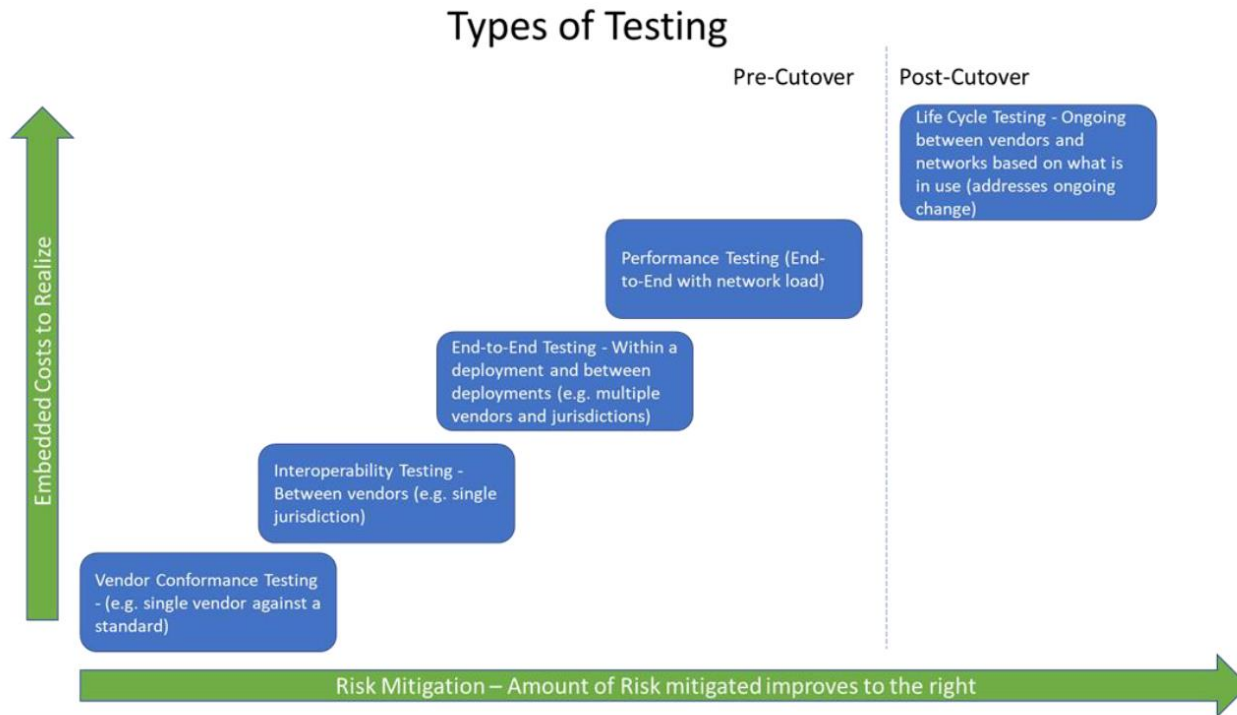 Types of Testing
Pre-Cutover
Post-Cutover
Life Cycle Testing - Ongoing
between vendors and
networks based on what is
in use (addresses ongoing
change)
Performance Testing (End-
to-End with network load)
End-to-End Testing - Within a
deployment and between
deployments (e.g. multiple
vendors and jurisdictions)
Interoperability Testing -
Between vendors (e.g. single
jurisdiction)
Vendor Conformance Testing
- (e.g. single vendor against a
standard)
Embedded Costs to Realize
Risk Mitigation – Amount of Risk mitigated improves to the right